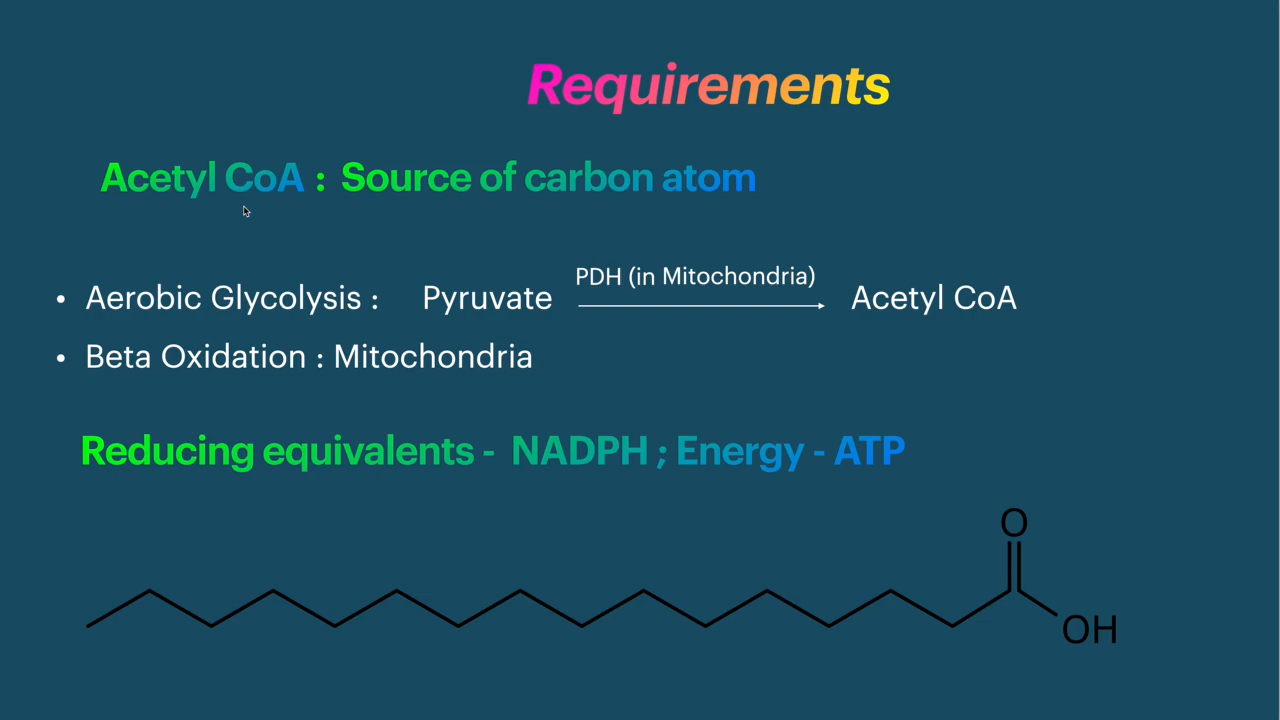 Requirements
Acetyl CoA : Source of carbon atom
PDH (in Mitochondria)
• Aerobic Glycolysis : Pyruvate Acetyl CoA
• Beta Oxidation : Mitochondria
Reducing equivalents - NADPH ; Energy - ATP
O
OH